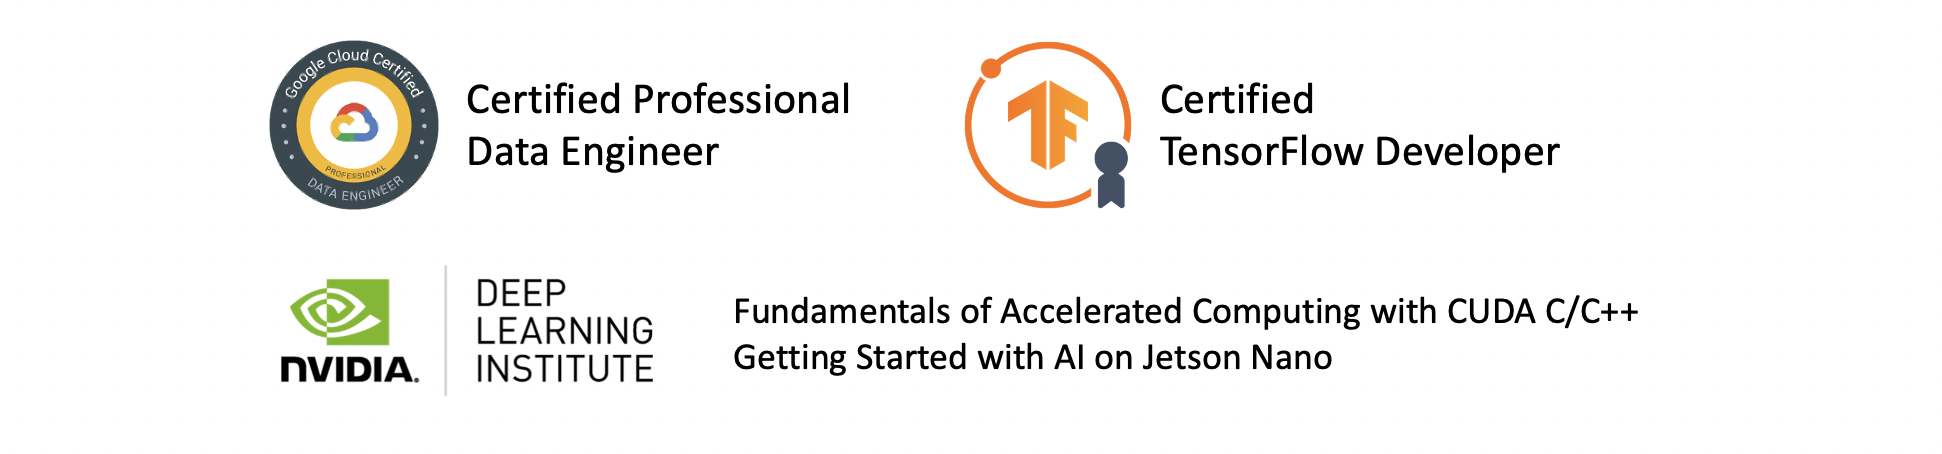 Google Cloud Certified
PROFESSIONAL
DATA ENGINEER
Certified Professional
Data Engineer
TF
Certified
TensorFlow Developer
NVIDIA.
DEEP
LEARNING
INSTITUTE
Fundamentals of Accelerated Computing with CUDA C/C++
Getting Started with AI on Jetson Nano